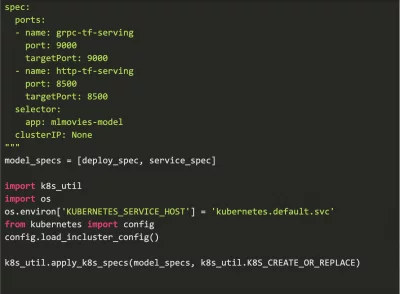 spec:
  ports:
  - name: grpc-tf-serving
    port: 9000
    targetPort: 9000
  - name: http-tf-serving
    port: 8500
    targetPort: 8500
  selector:
    app: mlmovies-model
  clusterIP: None
"""
model_specs = [deploy_spec, service_spec]
import k8s_util
import os
os.environ['KUBERNETES_SERVICE_HOST'] = 'kubernetes.default.svc'
from kubernetes import config
config.load_incluster_config()
k8s_util.apply_k8s_specs(model_specs, k8s_util.K8S_CREATE_OR_REPLACE)